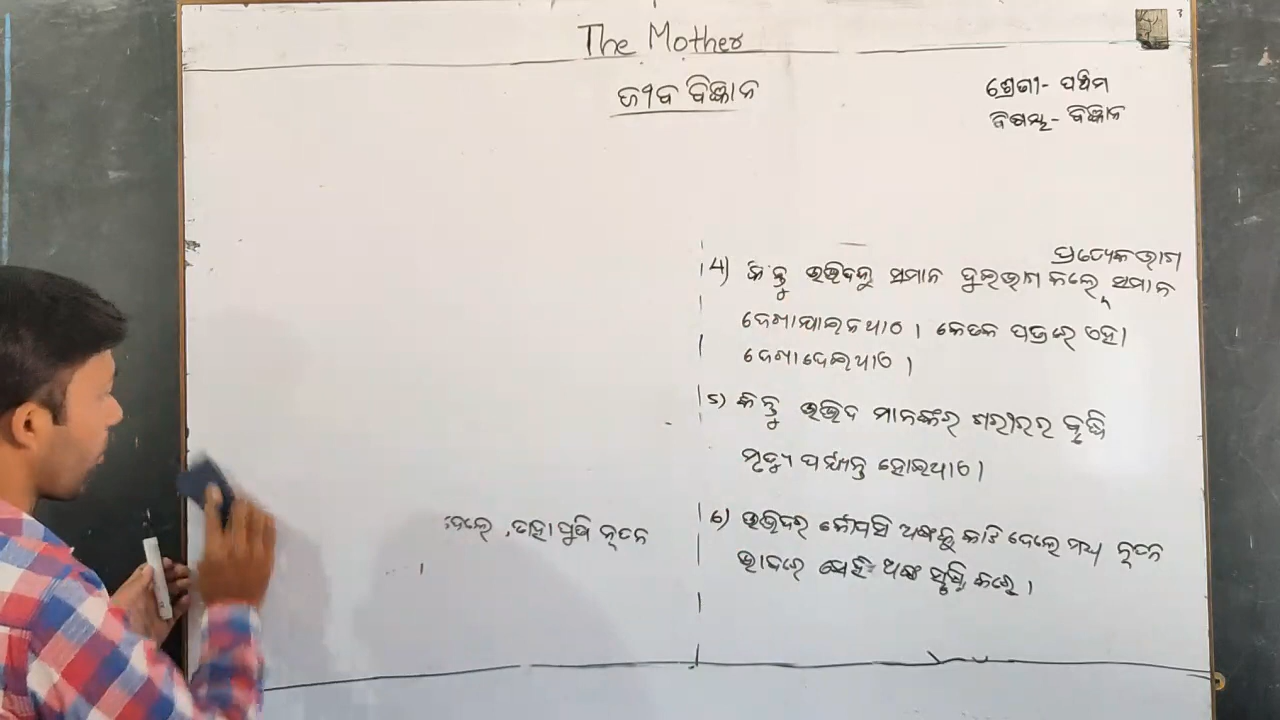 The Mother
ଜୀବ ବିଜ୍ଞାନ
ଶ୍ରେଣୀ- ପଞ୍ଚମ
ବିଷୟ- ବିଜ୍ଞାନ
ପ୍ରତ୍ୟେକ ଭାଗ
4) କିନ୍ତୁ ଉଦ୍ଭିଦକୁ ସମାନ ଦୁଇଭାଗ କଲେ ସମାନ
ଦେଖାଯାଇନଥାଏ । କେତେକ ପତ୍ରରେ ଏହା
ଦେଖାଦେଇଥାଏ ।
5) କିନ୍ତୁ ଉଦ୍ଭିଦ ମାନଙ୍କର ଶରୀରର ବୃଦ୍ଧି
ମୃତ୍ୟୁ ପର୍ଯ୍ୟନ୍ତ ହୋଇଥାଏ ।
ଦେଲେ , ତାହା ପୁଣି ନୂତନ
6) ଉଦ୍ଭିଦର କୌଣସି ଅଙ୍ଗକୁ କାଟି ଦେଲେ ମଧ୍ୟ ନୂତନ
ଭାବରେ ସେହି ଅଙ୍ଗ ସୃଷ୍ଟି କରେ ।